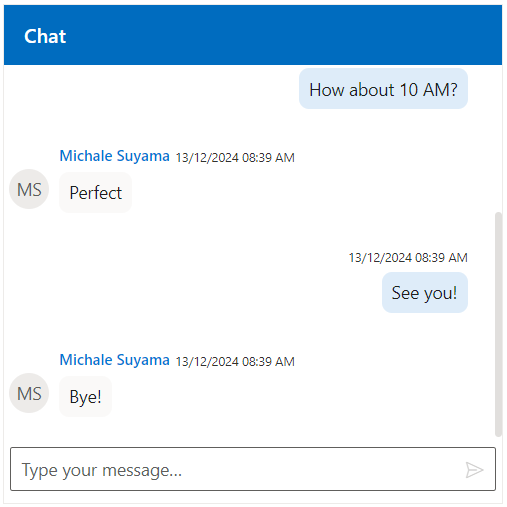 Chat
How about 10 AM?
Michale Suyama 13/12/2024 08:39 AM
MS
Perfect
13/12/2024 08:39 AM
See you!
Michale Suyama 13/12/2024 08:39 AM
MS
Bye!
Type your message...